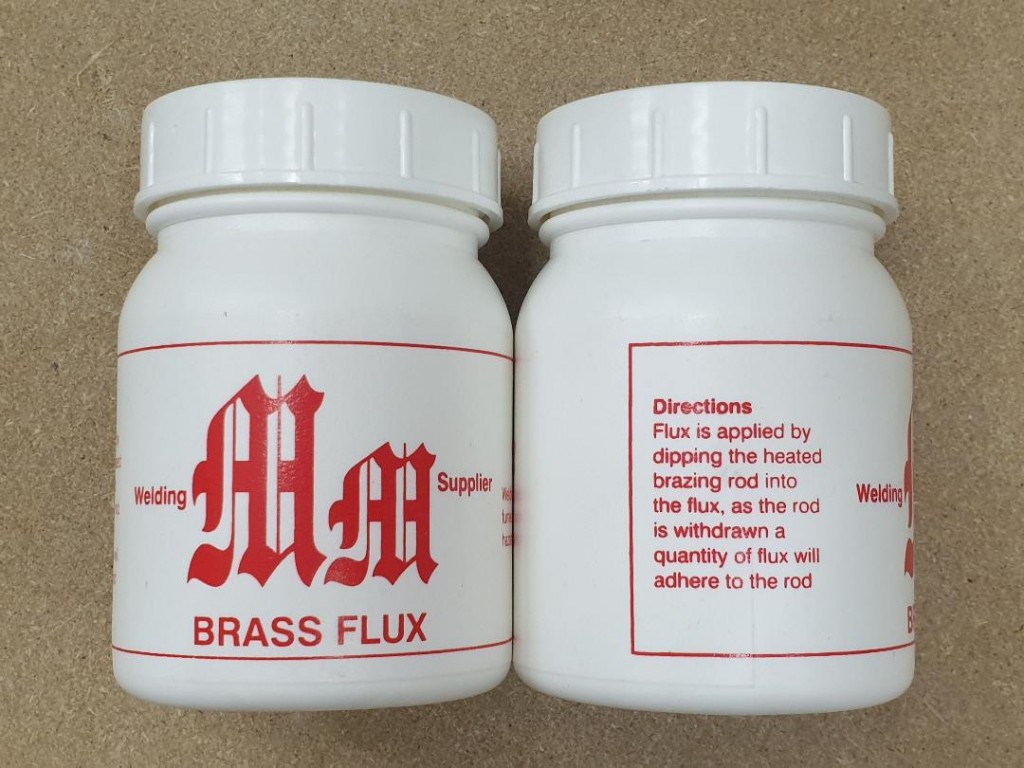 Mm
Welding
Supplier
BRASS FLUX
Directions
Flux is applied by
dipping the heated
brazing rod into
the flux, as the rod
is withdrawn a
quantity of flux will
adhere to the rod
Welding